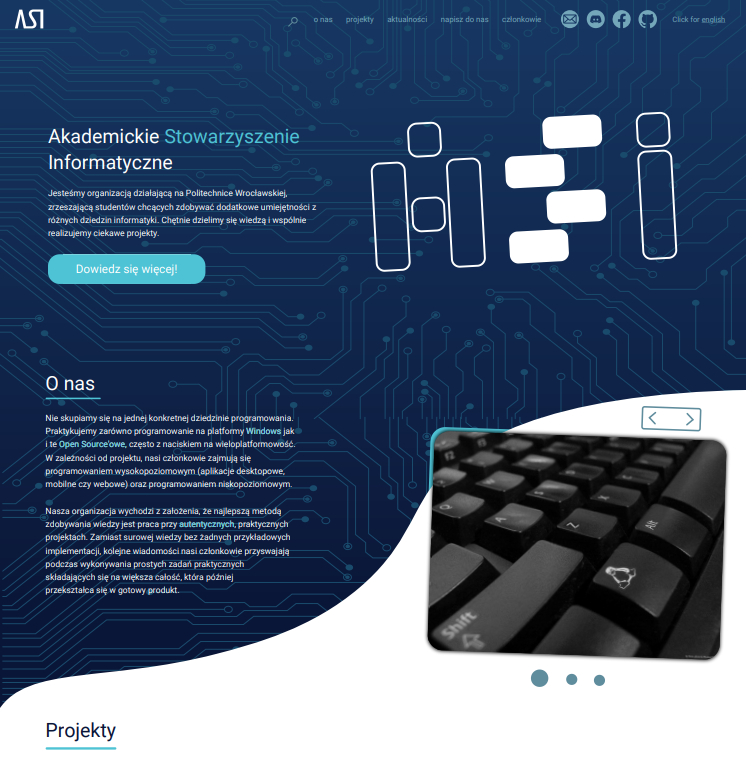 ASI
o nas projekty aktualności napisz do nas członkowie Click for english
Akademickie Stowarzyszenie
Informatyczne
Jesteśmy organizacją działającą na Politechnice Wrocławskiej,
zrzeszającą studentów chcących zdobywać dodatkowe umiejętności z
różnych dziedzin informatyki. Chętnie dzielimy się wiedzą i wspólnie
realizujemy ciekawe projekty.
Dowiedz się więcej!
O nas
Nie skupiamy się na jednej konkretnej dziedzinie programowania.
Praktykujemy zarówno programowanie na platformy Windows jak
i te Open Source'owe, często z naciskiem na wieloplatformowość.
W zależności od projektu, nasi członkowie zajmują się
programowaniem wysokopoziomowym (aplikacje desktopowe,
mobilne czy webowe) oraz programowaniem niskopoziomowym.
Nasza organizacja wychodzi z założenia, że najlepszą metodą
zdobywania wiedzy jest praca przy autentycznych, praktycznych
projektach. Zamiast surowej wiedzy bez żadnych przykładowych
implementacji, kolejne wiadomości nasi członkowie przyswajają
podczas wykonywania prostych zadań praktycznych
składających się na większa całość, która później
przekształca się w gotowy produkt.
F5
Q
A
Z
X
Alt
Shift
Projekty